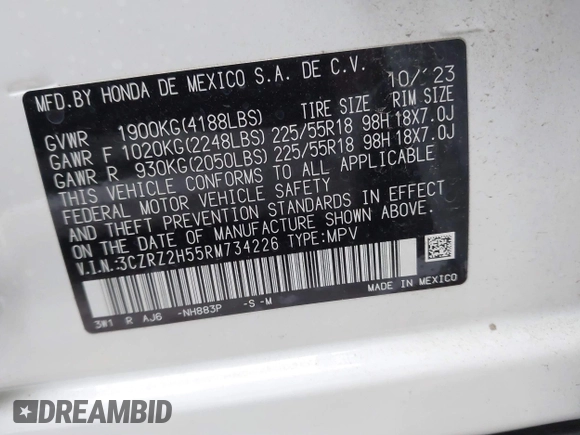 MFD.BY HONDA DE MEXICO S.A. DE C.V. 10/'23
TIRE SIZE RIM SIZE
GVWR 1900KG(4188LBS)
GAWR F 1020KG(2248LBS) 225/55R18 98H 18X7.0J
GAWR R 930KG(2050LBS) 225/55R18 98H 18X7.0J
THIS VEHICLE CONFORMS TO ALL APPLICABLE
FEDERAL MOTOR VEHICLE SAFETY
AND THEFT PREVENTION STANDARDS IN EFFECT
ON THE DATE OF MANUFACTURE SHOWN ABOVE.
V.I.N.:3CZRZ2H55RM734226 TYPE:MPV
3W1 R AJ6 -NH883P -S -M
MADE IN MEXICO
DREAMBID